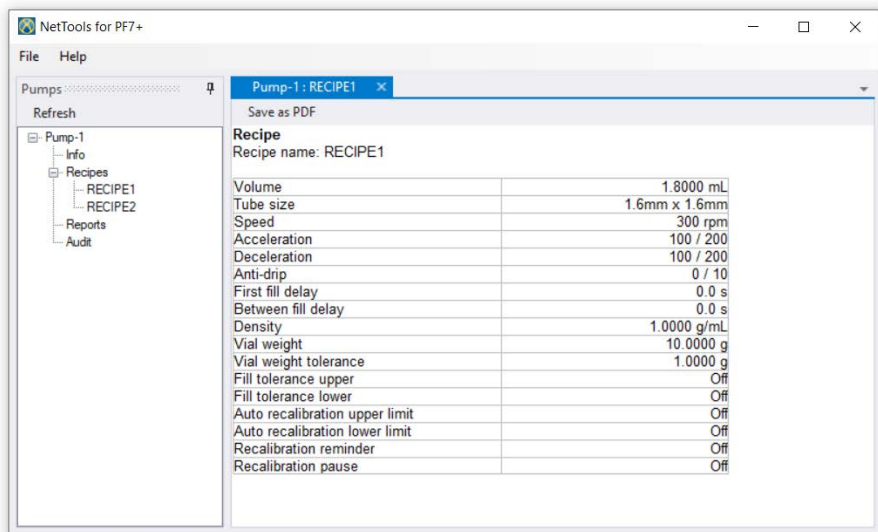 NetTools for PF7+
File Help
Pumps
Refresh
Pump-1
Info
Recipes
RECIPE1
RECIPE2
Reports
Audit
Pump-1 : RECIPE1
Save as PDF
Recipe
Recipe name: RECIPE1
Volume 1.8000 mL
Tube size 1.6mm x 1.6mm
Speed 300 rpm
Acceleration 100 / 200
Deceleration 100 / 200
Anti-drip 0 / 10
First fill delay 0.0 s
Between fill delay 0.0 s
Density 1.0000 g/mL
Vial weight 10.0000 g
Vial weight tolerance 1.0000 g
Fill tolerance upper Off
Fill tolerance lower Off
Auto recalibration upper limit Off
Auto recalibration lower limit Off
Recalibration reminder Off
Recalibration pause Off